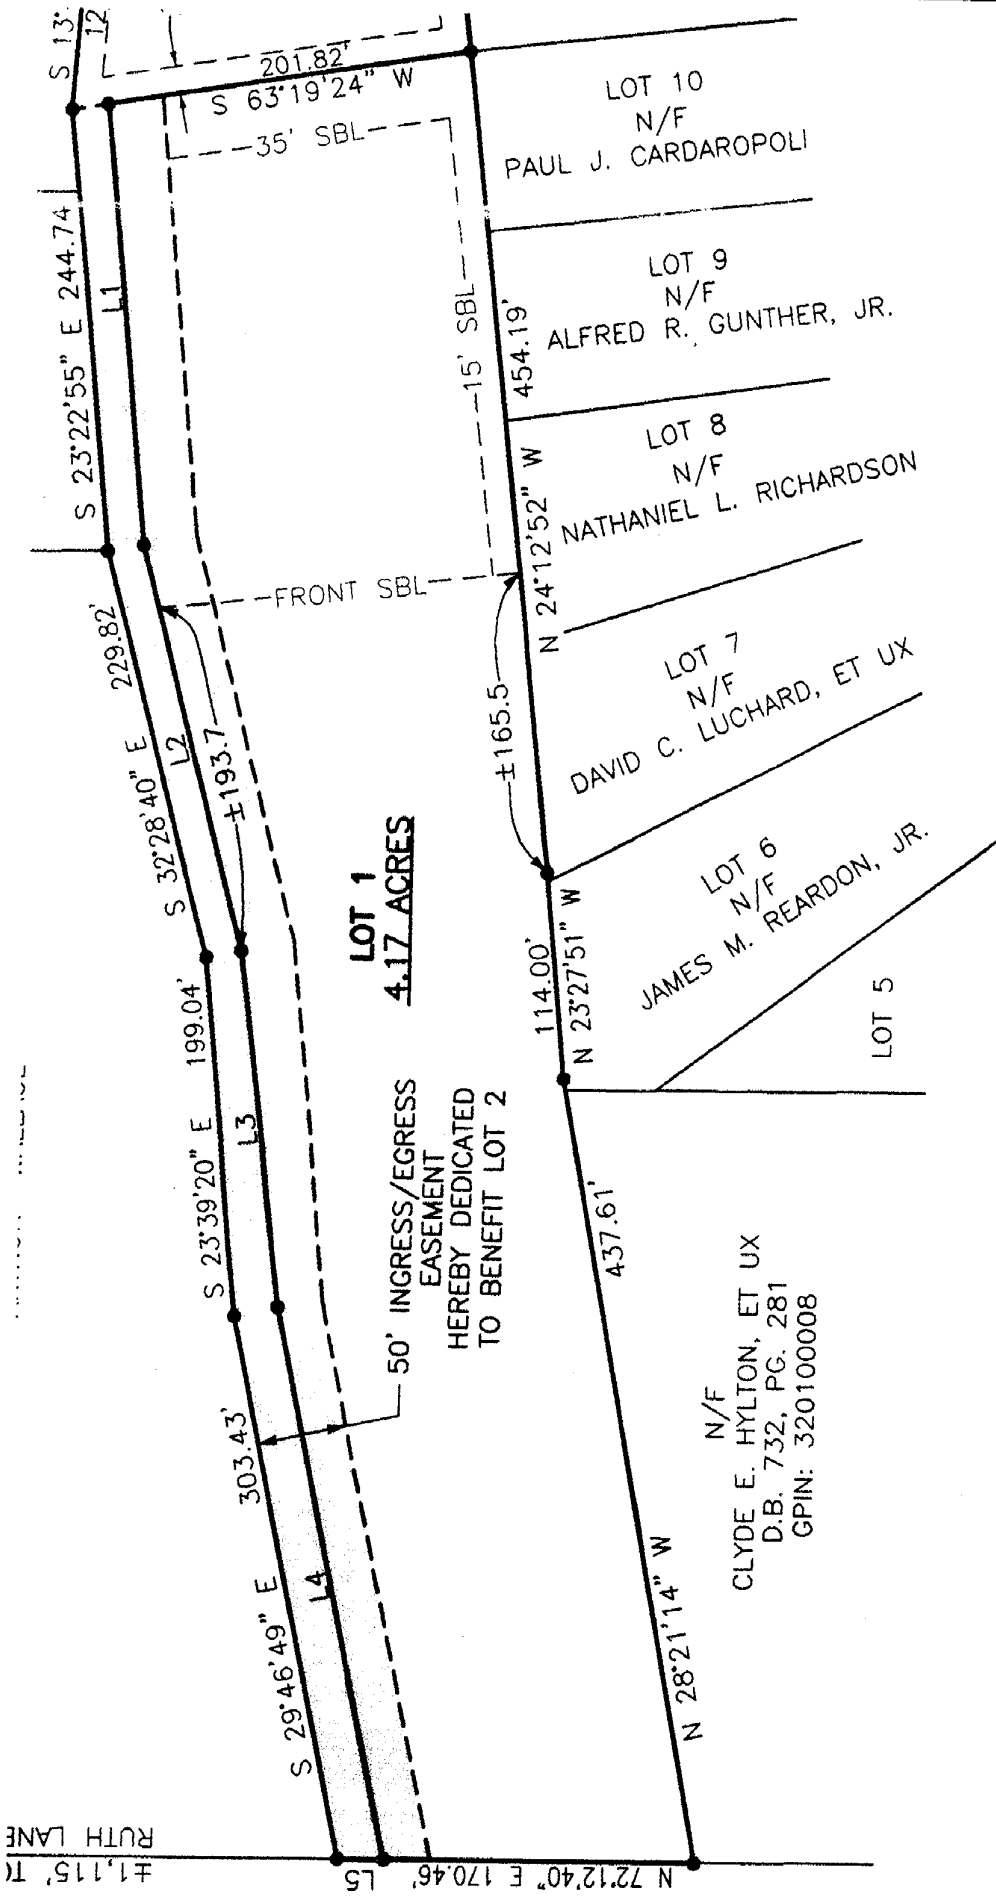 S 13°
12
201.82'
S 63°19'24" W
35' SBL
LOT 10
N/F
PAUL J. CARDAROPOLI
S 23°22'55" E 244.74
L1
15' SBL
454.19'
N 24°12'52" W
LOT 9
N/F
ALFRED R. GUNTHER, JR.
LOT 8
N/F
NATHANIEL L. RICHARDSON
FRONT SBL
S 32°28'40" E 229.82'
L2
±193.7
±165.5
LOT 7
N/F
DAVID C. LUCHARD, ET UX
LOT 1
4.17 ACRES
LOT 6
N/F
JAMES M. REARDON, JR.
N 23°27'51" W
114.00'
LOT 5
S 23°39'20" E 199.04'
L3
50' INGRESS/EGRESS
EASEMENT
HEREBY DEDICATED
TO BENEFIT LOT 2
S 29°46'49" E 303.43'
L4
N 28°21'14" W 437.61'
N/F
CLYDE E. HYLTON, ET UX
D.B. 732, PG. 281
GPIN: 320100008
L5
N 72°12'40" E 170.46'
±1,115' TO
RUTH LANE